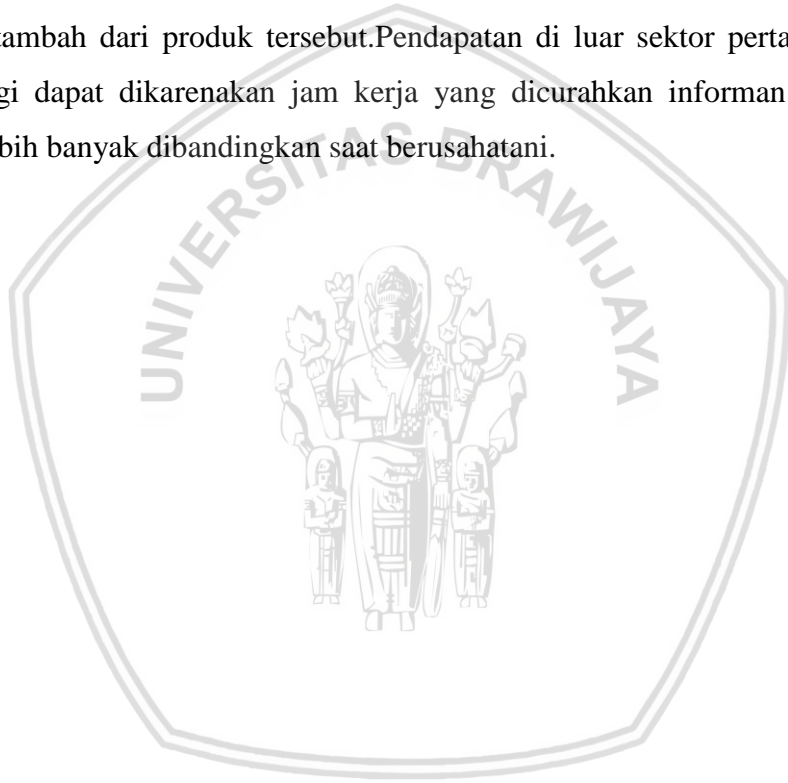 tambah dari produk tersebut.Pendapatan di luar sektor perta
gi dapat dikarenakan jam kerja yang dicurahkan informan
bih banyak dibandingkan saat berusahatani.
UNIVERSITAS BRAWIJAYA